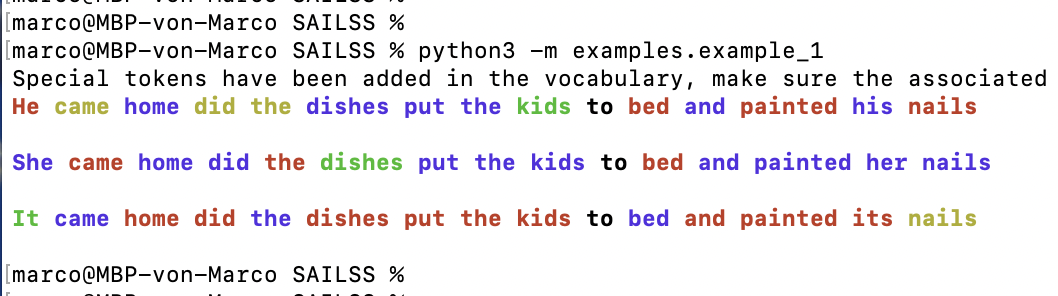 [marco@MBP-von-Marco SAILSS %
[marco@MBP-von-Marco SAILSS % python3 -m examples.example_1
Special tokens have been added in the vocabulary, make sure the associated
He came home did the dishes put the kids to bed and painted his nails
She came home did the dishes put the kids to bed and painted her nails
It came home did the dishes put the kids to bed and painted its nails
[marco@MBP-von-Marco SAILSS %